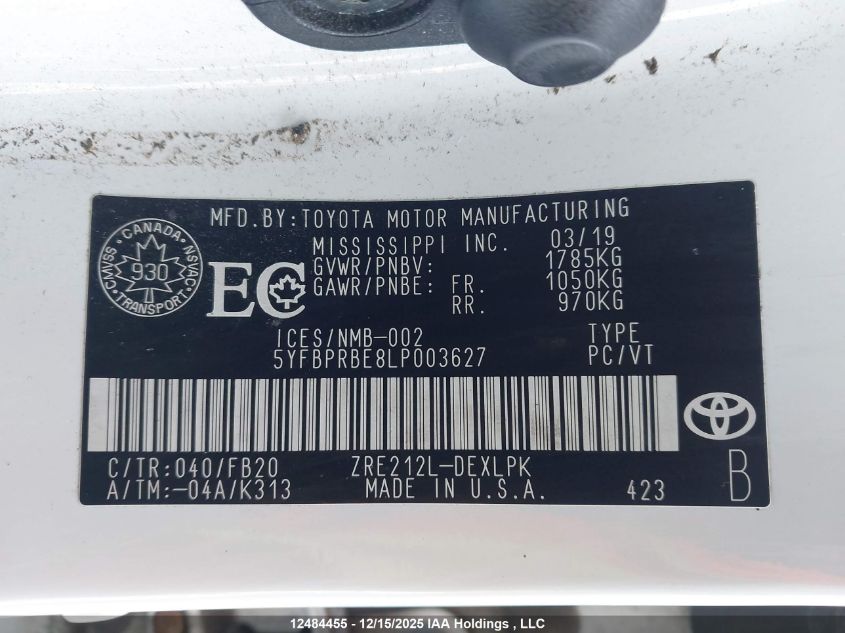 MFD.BY:TOYOTA MOTOR MANUFACTURING
MISSISSIPPI INC. 03/19
GVWR/PNBV: 1785KG
GAWR/PNBE: FR. 1050KG
RR. 970KG
CANADA
CMVSS 930 NSVAC
TRANSPORT
EC
ICES/NMB-002 TYPE
5YFBPRBE8LP003627 PC/VT
C/TR:040/FB20 ZRE212L-DEXLPK
A/TM:-04A/K313 MADE IN U.S.A. 423 B
12484455 - 12/15/2025 IAA Holdings , LLC